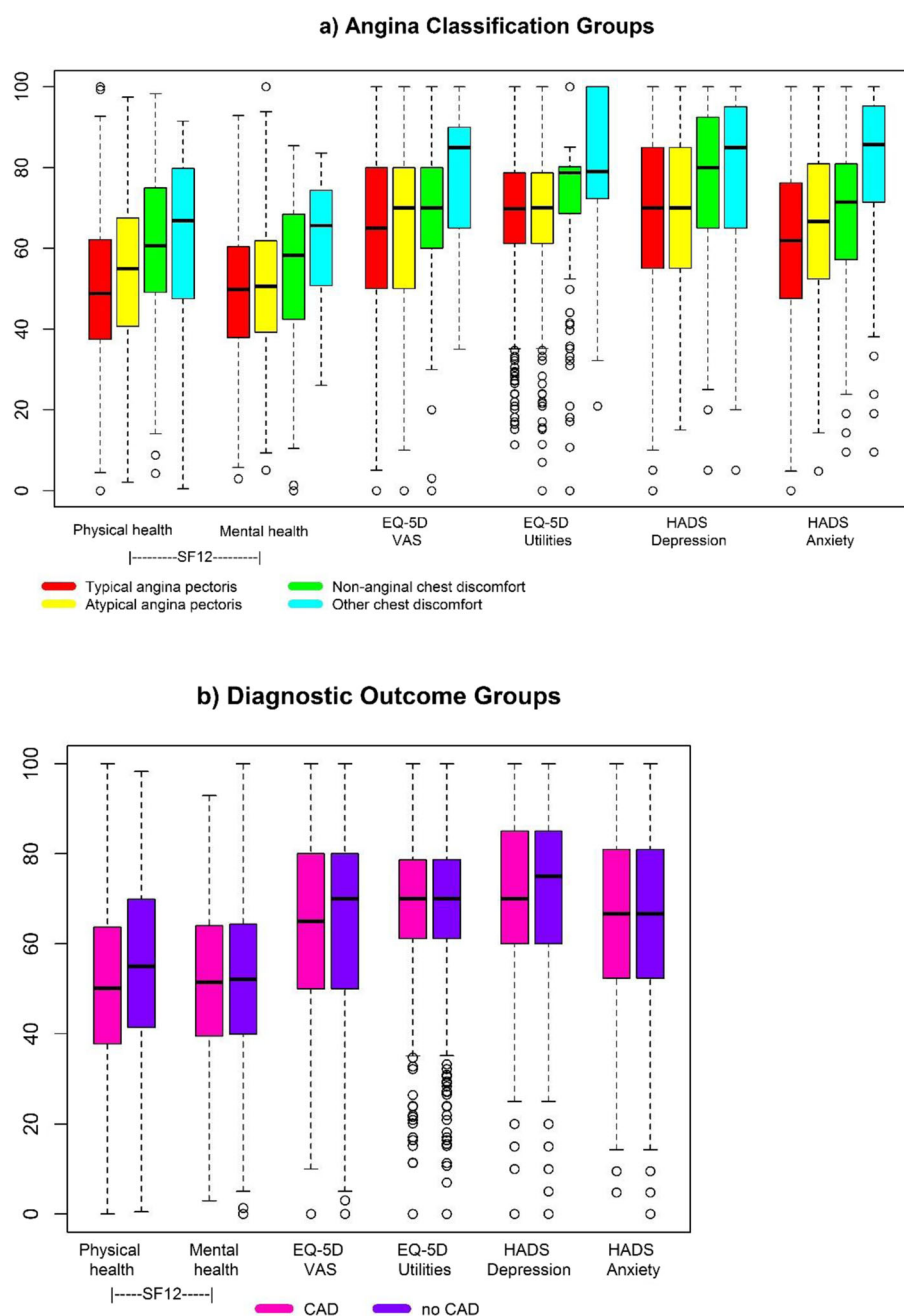 a) Angina Classification Groups
100
80
60
40
20
0
Physical health
Mental health
|---------SF12---------|
EQ-5D
VAS
EQ-5D
Utilities
HADS
Depression
HADS
Anxiety
Typical angina pectoris
Atypical angina pectoris
Non-anginal chest discomfort
Other chest discomfort
b) Diagnostic Outcome Groups
100
80
60
40
20
0
Physical
health
Mental
health
|-----SF12-----|
EQ-5D
VAS
EQ-5D
Utilities
HADS
Depression
HADS
Anxiety
CAD
no CAD